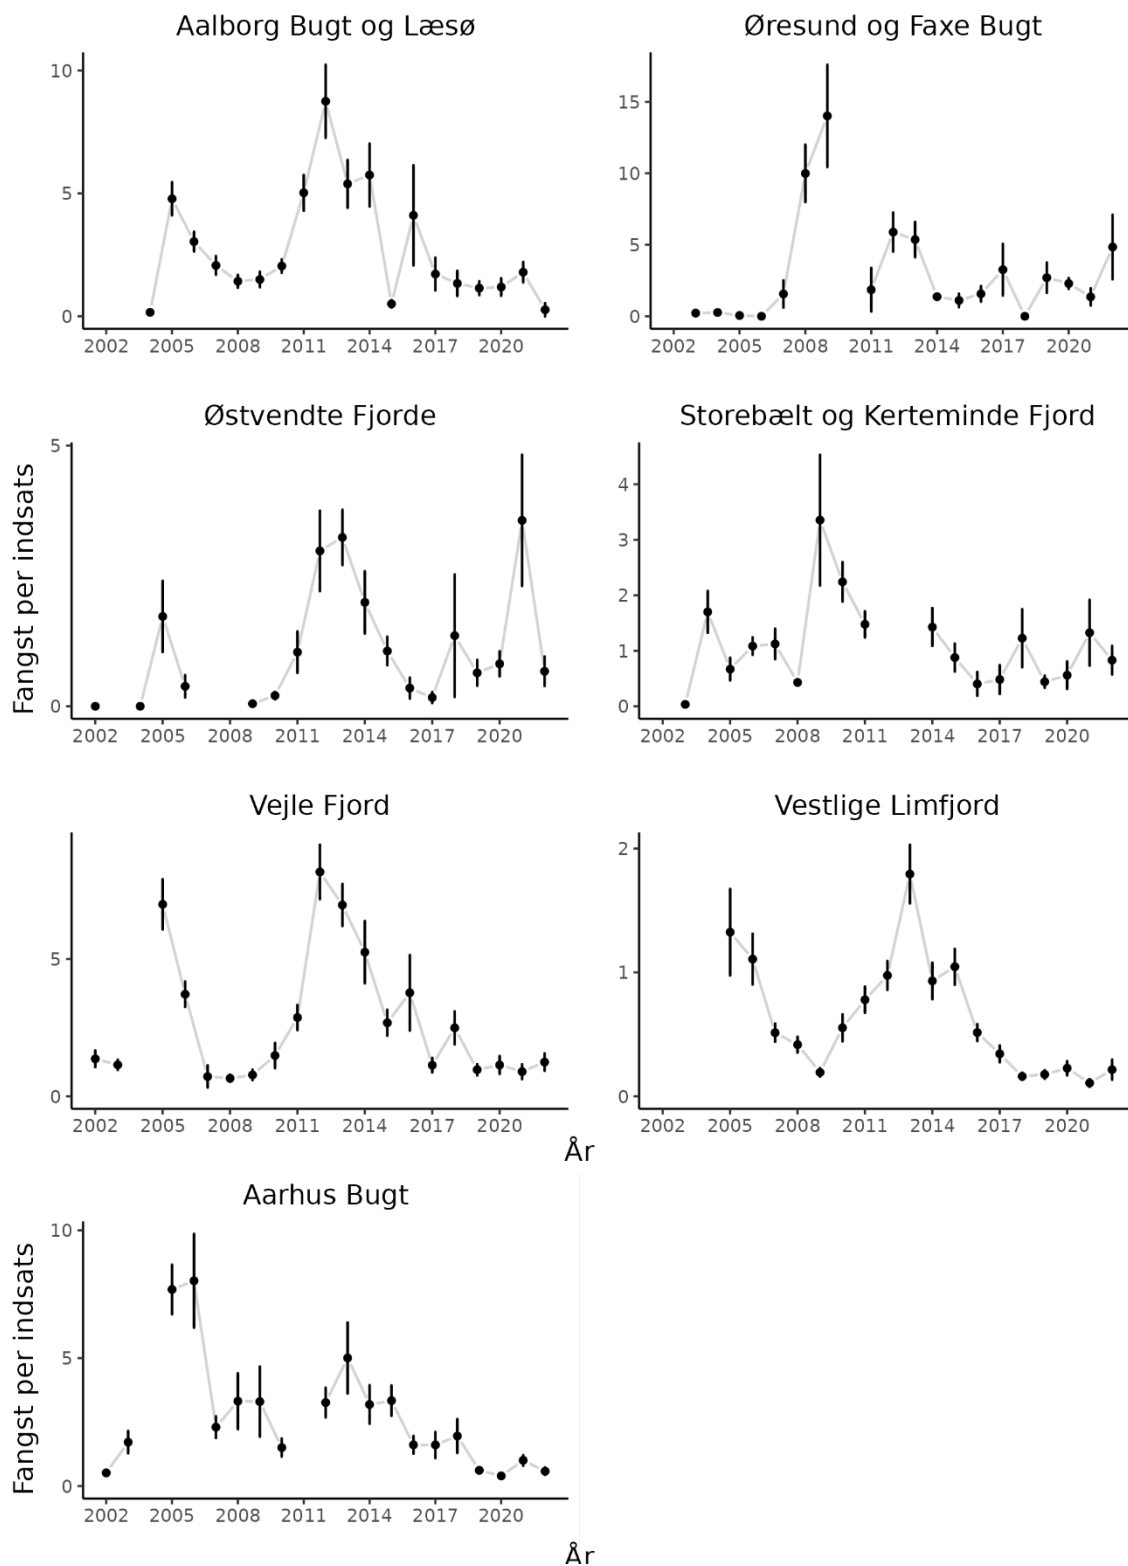 Aalborg Bugt og Læsø
Øresund og Faxe Bugt
10
5
0
2002 2005 2008 2011 2014 2017 2020
15
10
5
0
2002 2005 2008 2011 2014 2017 2020
Østvendte Fjorde
Storebælt og Kerteminde Fjord
Fangst per indsats
5
0
2002 2005 2008 2011 2014 2017 2020
4
3
2
1
0
2002 2005 2008 2011 2014 2017 2020
Vejle Fjord
Vestlige Limfjord
5
0
2002 2005 2008 2011 2014 2017 2020
2
1
0
2002 2005 2008 2011 2014 2017 2020
År
Aarhus Bugt
Fangst per indsats
10
5
0
2002 2005 2008 2011 2014 2017 2020
År